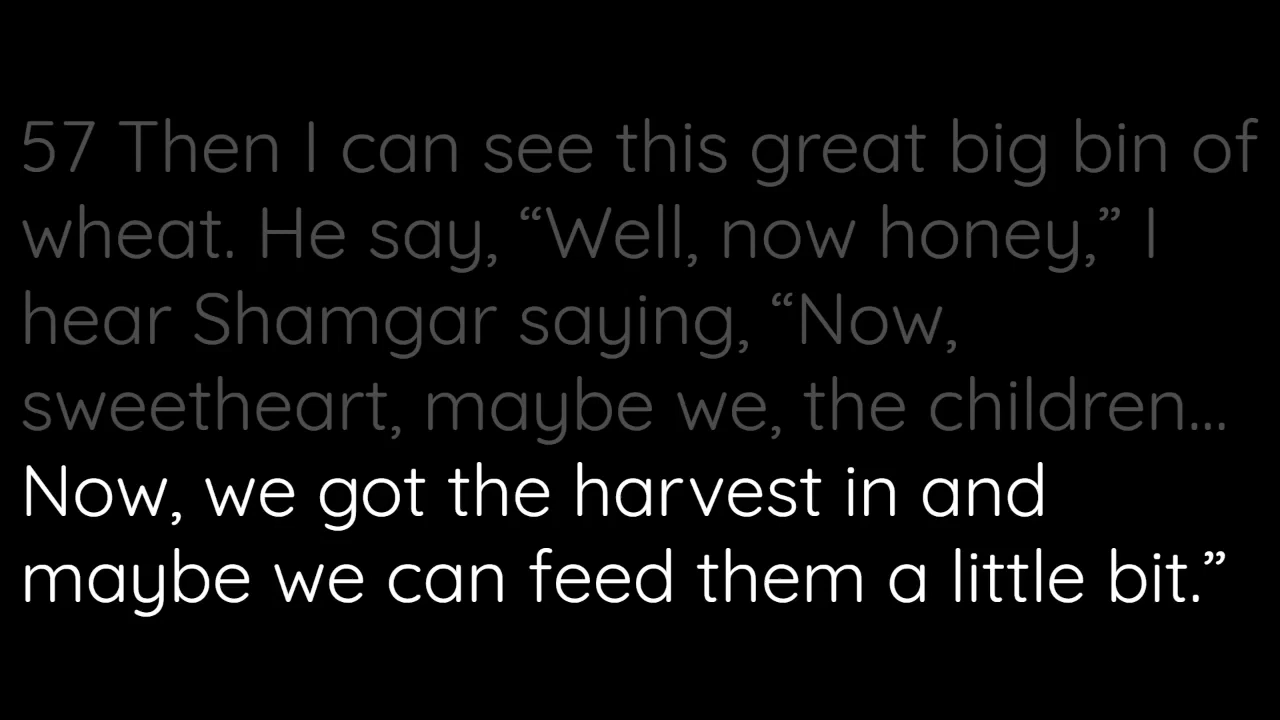 57 Then I can see this great big bin of
wheat. He say, “Well, now honey,” I
hear Shamgar saying, “Now,
sweetheart, maybe we, the children...
Now, we got the harvest in and
maybe we can feed them a little bit.”